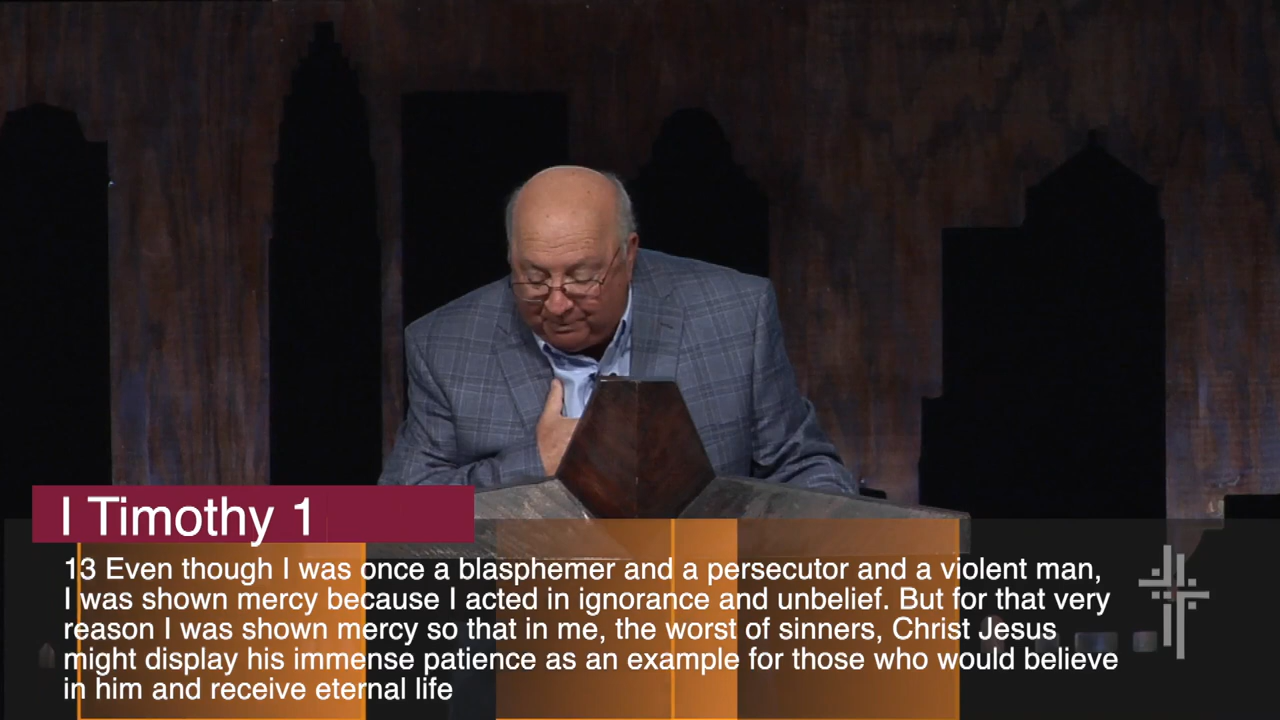 I Timothy 1
13 Even though I was once a blasphemer and a persecutor and a violent man,
I was shown mercy because I acted in ignorance and unbelief. But for that very
reason I was shown mercy so that in me, the worst of sinners, Christ Jesus
might display his immense patience as an example for those who would believe
in him and receive eternal life